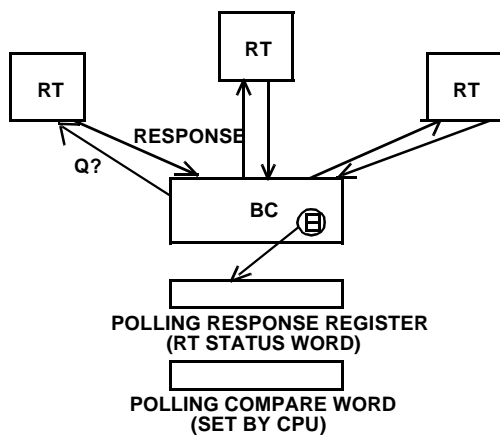 RT
RT
RT
RESPONSE
Q?
BC
POLLING RESPONSE REGISTER
(RT STATUS WORD)
POLLING COMPARE WORD
(SET BY CPU)